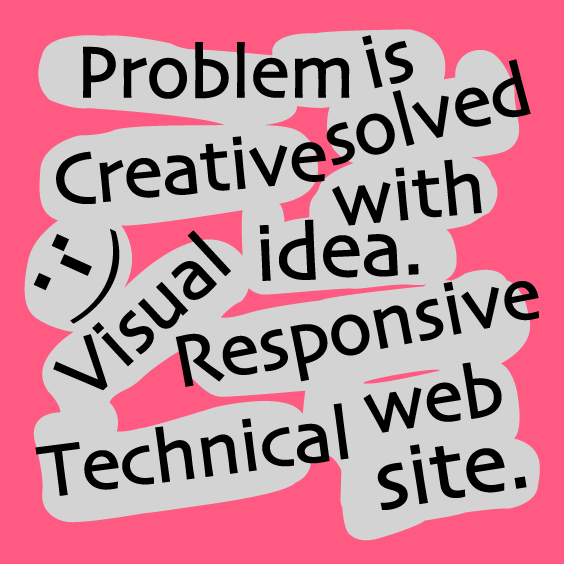 Problem is
solved
Creative
with
idea.
Visual
Responsive
web
Technical
site.